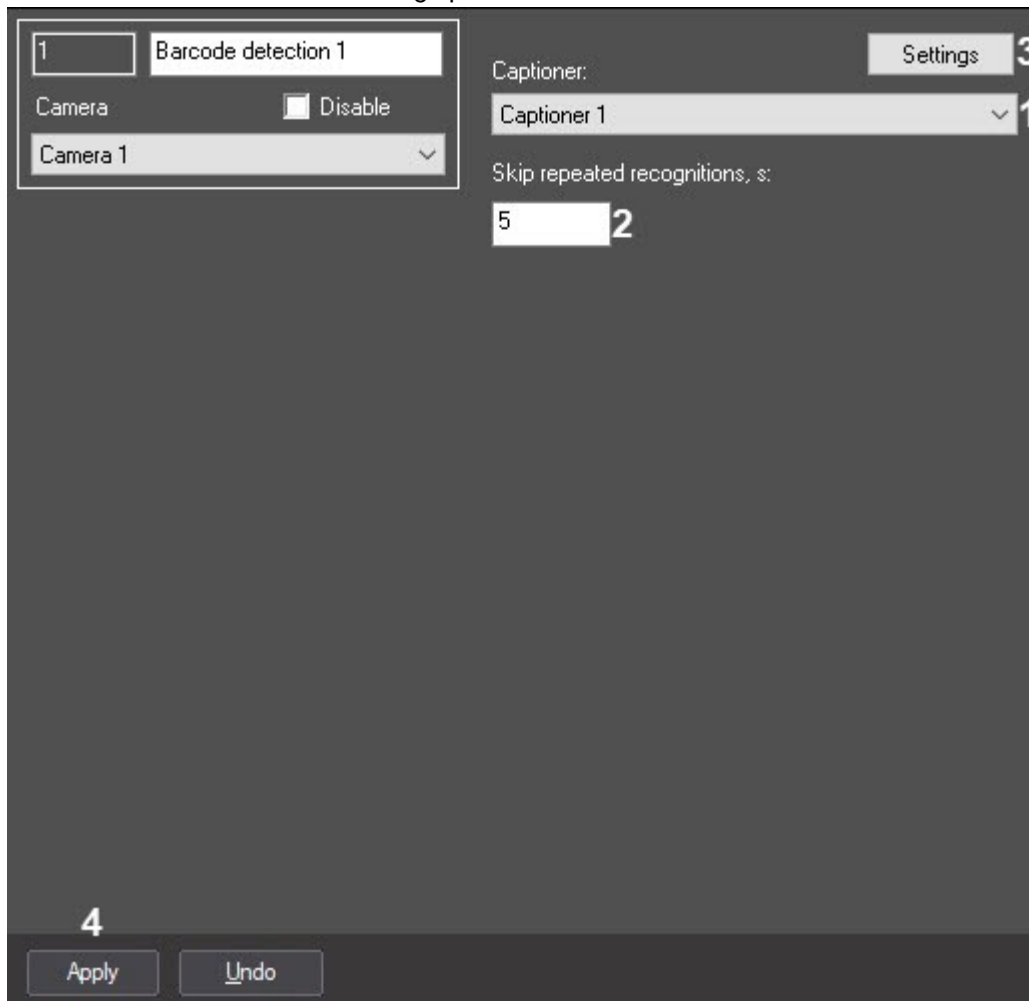 1
Barcode detection 1
Camera
Disable
Camera 1
Captioner:
Settings
3
Captioner 1
1
Skip repeated recognitions, s:
5
2
4
Apply
Undo